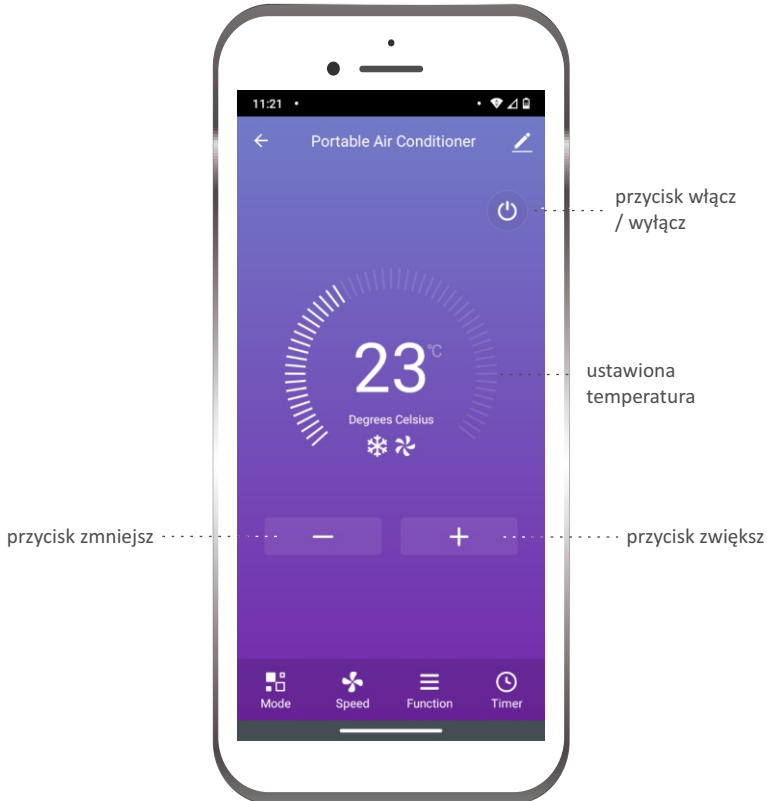 11:21
Portable Air Conditioner
przycisk włącz
/ wyłącz
23°C
ustawiona
temperatura
Degrees Celsius
przycisk zmniejsz
przycisk zwiększ
Mode
Speed
Function
Timer